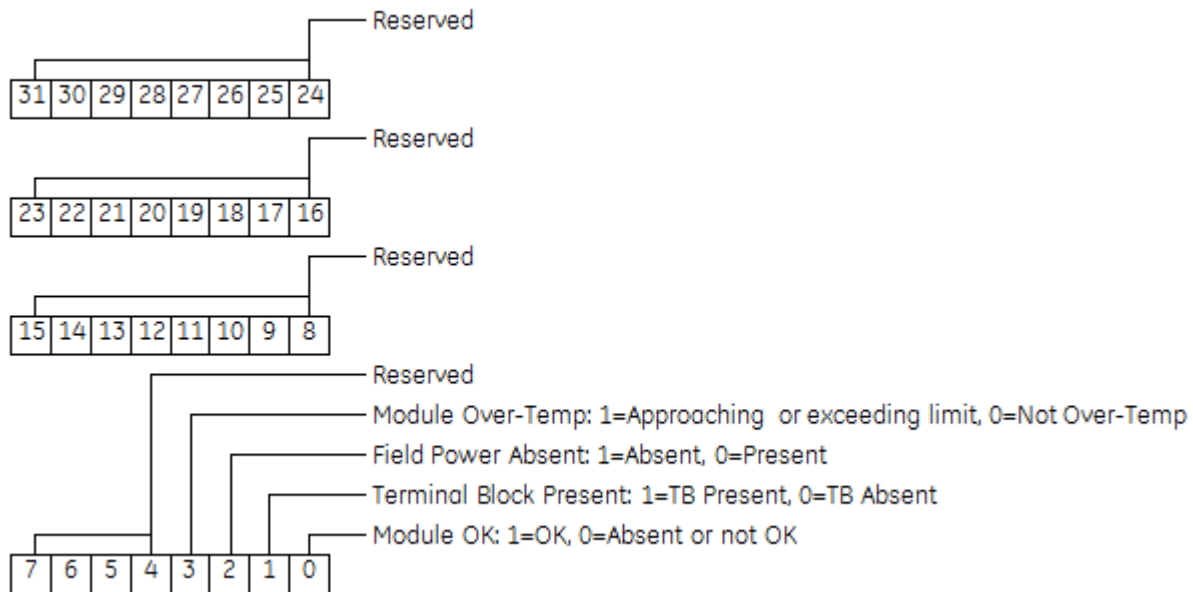 Reserved
31 30 29 28 27 26 25 24
Reserved
23 22 21 20 19 18 17 16
Reserved
15 14 13 12 11 10 9 8
Reserved
Module Over-Temp: 1=Approaching or exceeding limit, 0=Not Over-Temp
Field Power Absent: 1=Absent, 0=Present
Terminal Block Present: 1=TB Present, 0=TB Absent
Module OK: 1=OK, 0=Absent or not OK
7 6 5 4 3 2 1 0